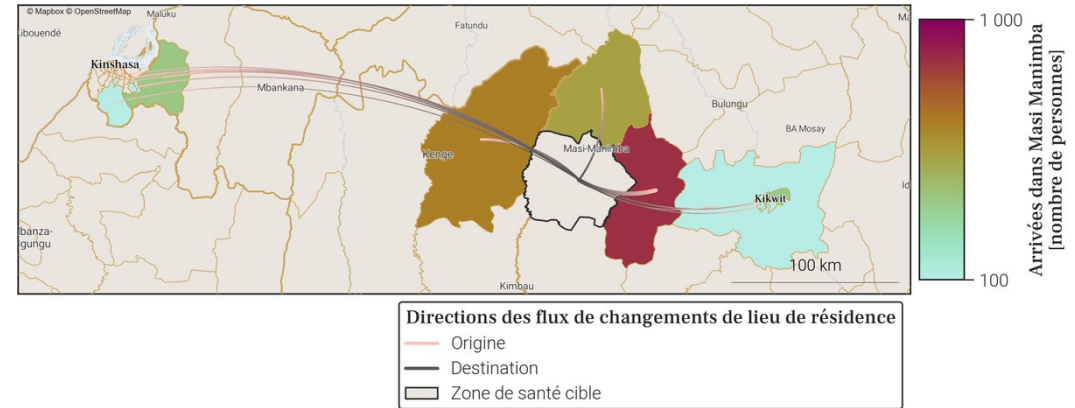 © Mapbox © OpenStreetMap
Maluku
Fatundu
Kinshasa
Mbankana
Bulungu
BA Mosay
Kenge
Masi-Manimba
Kikwit
Kimbau
100 km
1 000
100
Arrivées dans Masi Manimba
[nombre de personnes]
Directions des flux de changements de lieu de résidence
Origine
Destination
Zone de santé cible